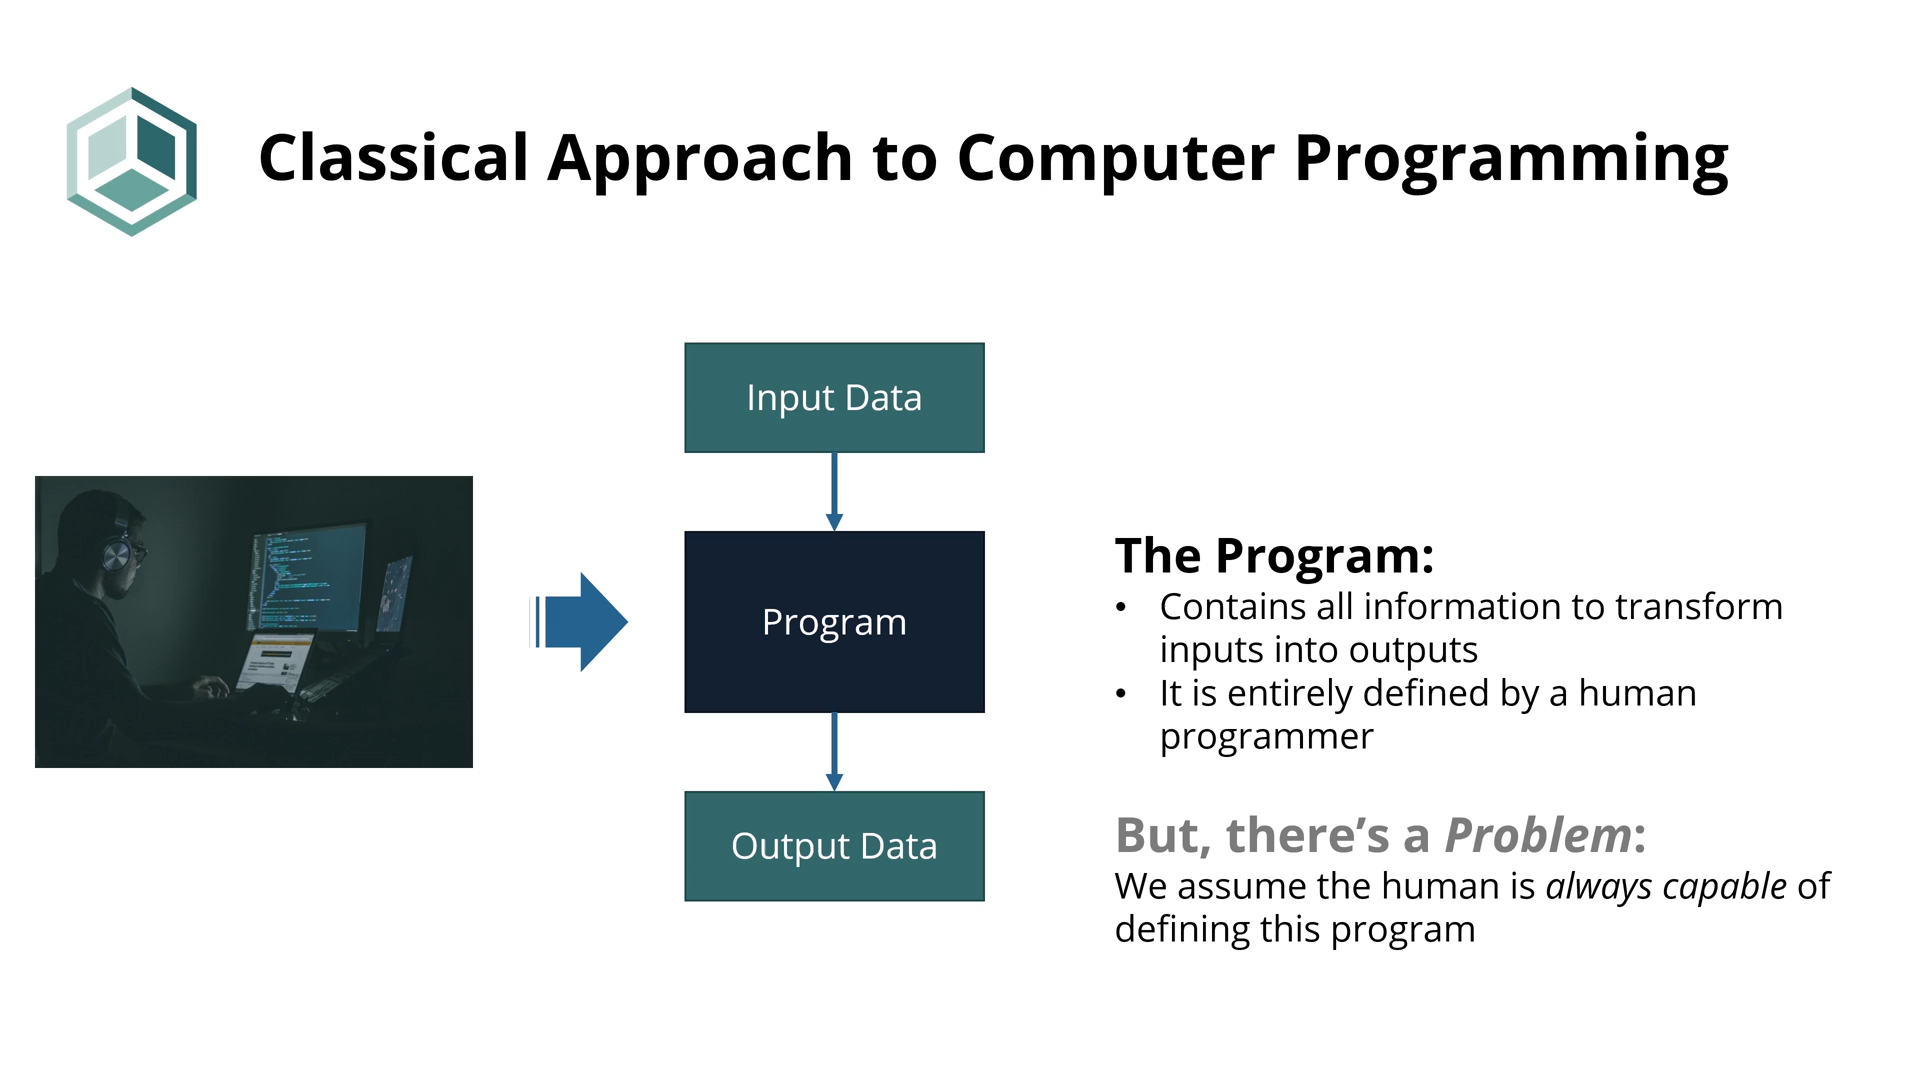 Classical Approach to Computer Programming
Input Data
Program
Output Data
The Program:
• Contains all information to transform
inputs into outputs
• It is entirely defined by a human
programmer
But, there’s a Problem:
We assume the human is always capable of
defining this program